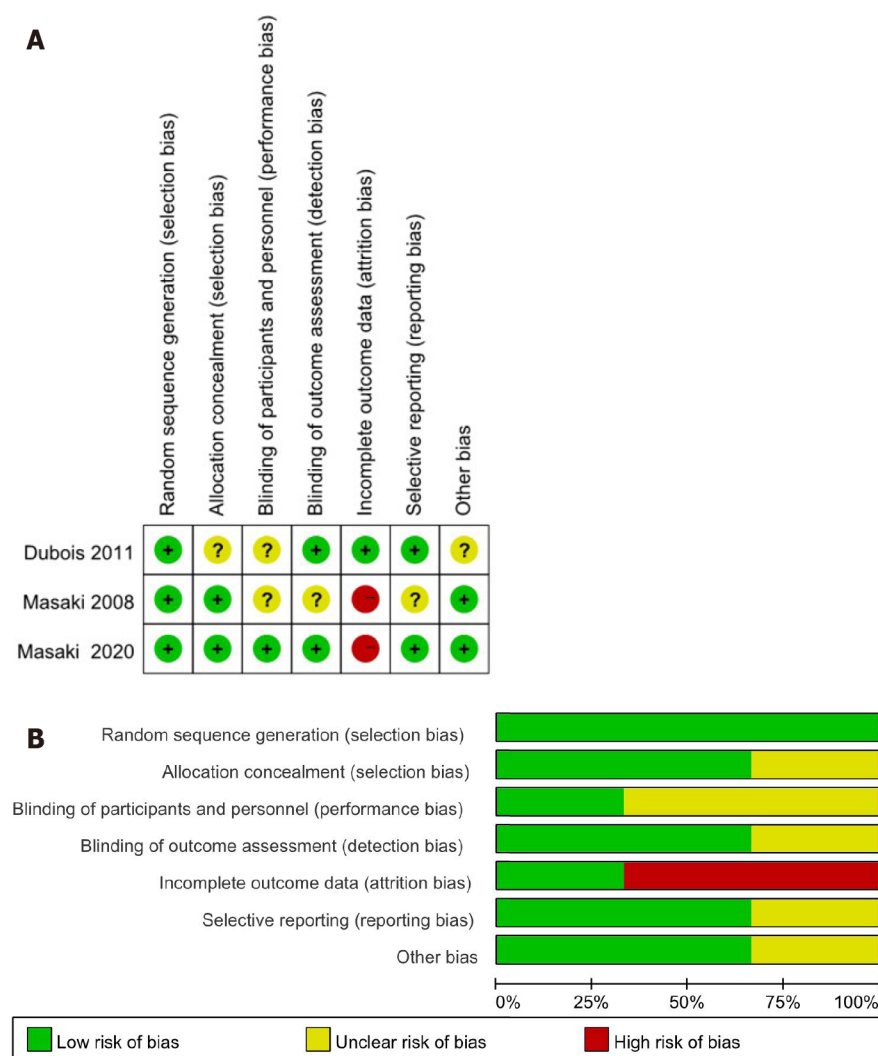 A
Random sequence generation (selection bias)
Allocation concealment (selection bias)
Blinding of participants and personnel (performance bias)
Blinding of outcome assessment (detection bias)
Incomplete outcome data (attrition bias)
Selective reporting (reporting bias)
Other bias
Dubois 2011 + ? ? + + + ?
Masaki 2008 + + ? ? - ? +
Masaki 2020 + + + + - + +
B
Random sequence generation (selection bias)
Allocation concealment (selection bias)
Blinding of participants and personnel (performance bias)
Blinding of outcome assessment (detection bias)
Incomplete outcome data (attrition bias)
Selective reporting (reporting bias)
Other bias
0% 25% 50% 75% 100%
Low risk of bias Unclear risk of bias High risk of bias